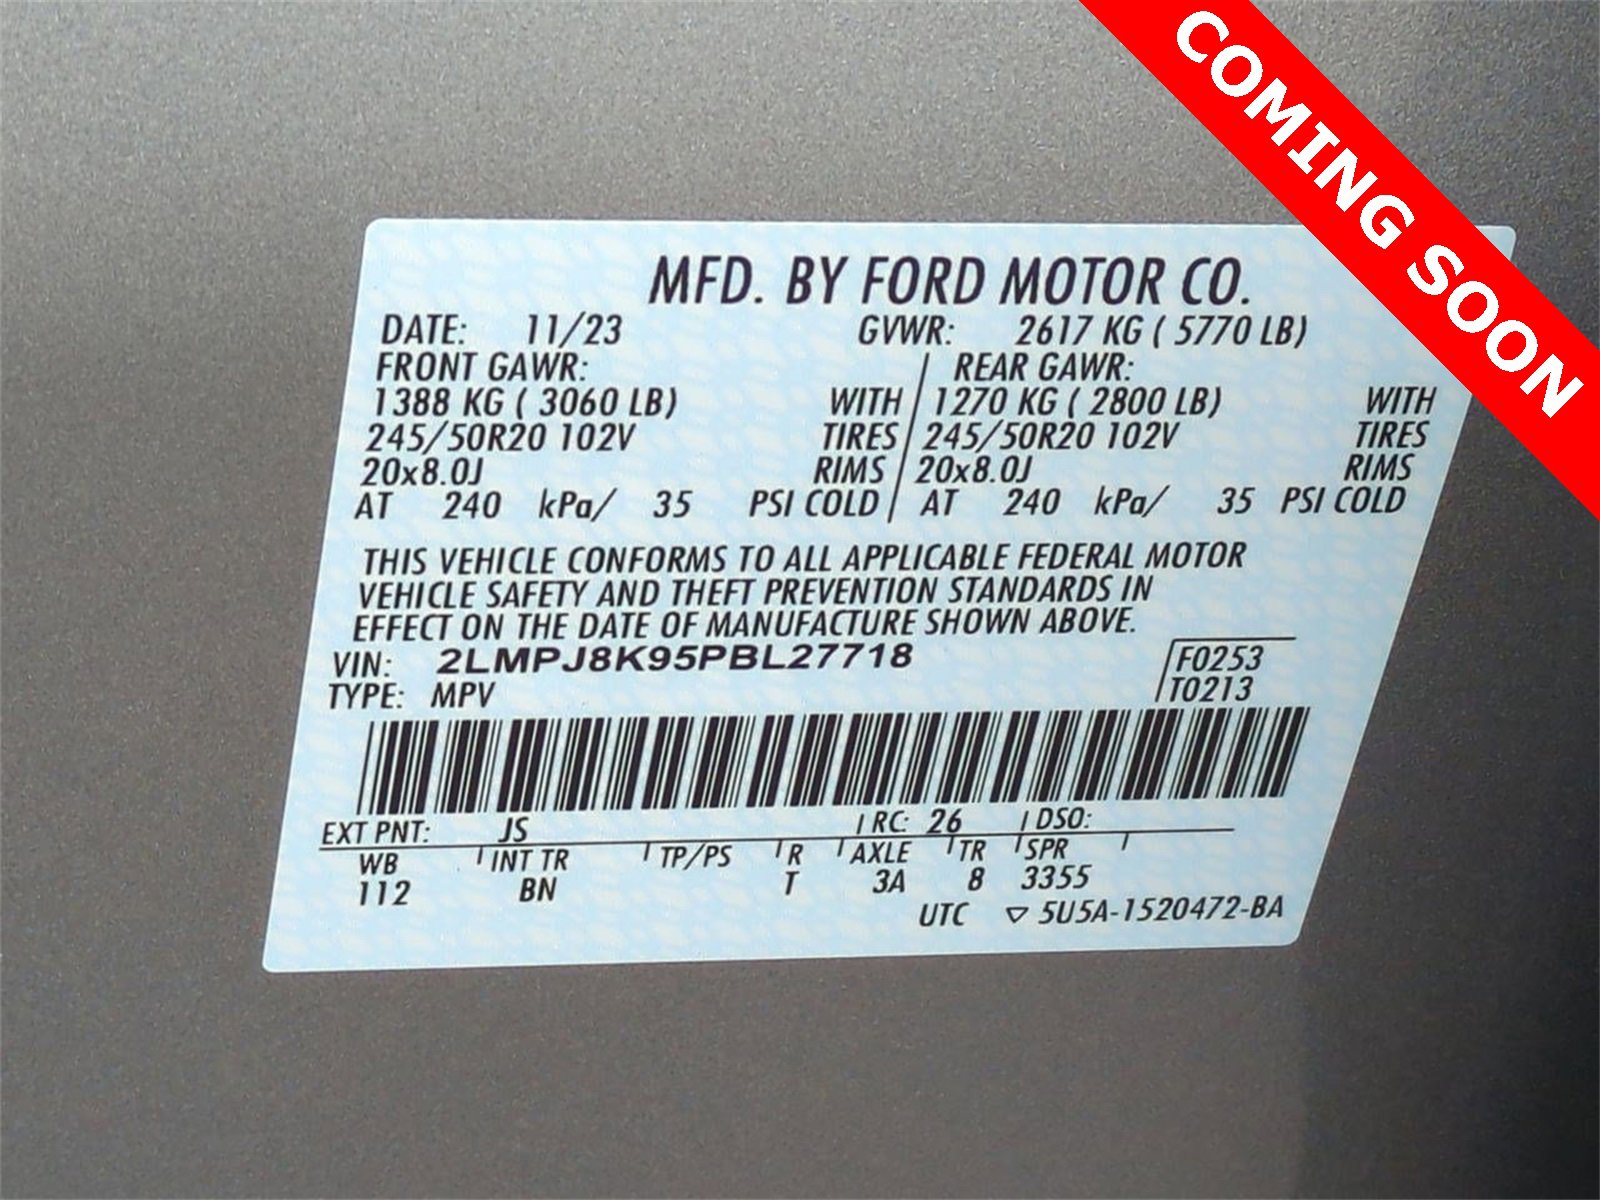 COMING SOON
MFD. BY FORD MOTOR CO.
DATE: 11/23 GVWR: 2617 KG ( 5770 LB)
FRONT GAWR: REAR GAWR:
1388 KG ( 3060 LB) WITH 1270 KG ( 2800 LB) WITH
245/50R20 102V TIRES 245/50R20 102V TIRES
20x8.0J RIMS 20x8.0J RIMS
AT 240 kPa/ 35 PSI COLD AT 240 kPa/ 35 PSI COLD
THIS VEHICLE CONFORMS TO ALL APPLICABLE FEDERAL MOTOR
VEHICLE SAFETY AND THEFT PREVENTION STANDARDS IN
EFFECT ON THE DATE OF MANUFACTURE SHOWN ABOVE.
VIN: 2LMPJ8K95PBL27718 F0253
TYPE: MPV T0213
EXT PNT: JS RC: 26 DSO:
WB INT TR TP/PS R AXLE TR SPR
112 BN T 3A 8 3355
UTC ▽ 5U5A-1520472-BA